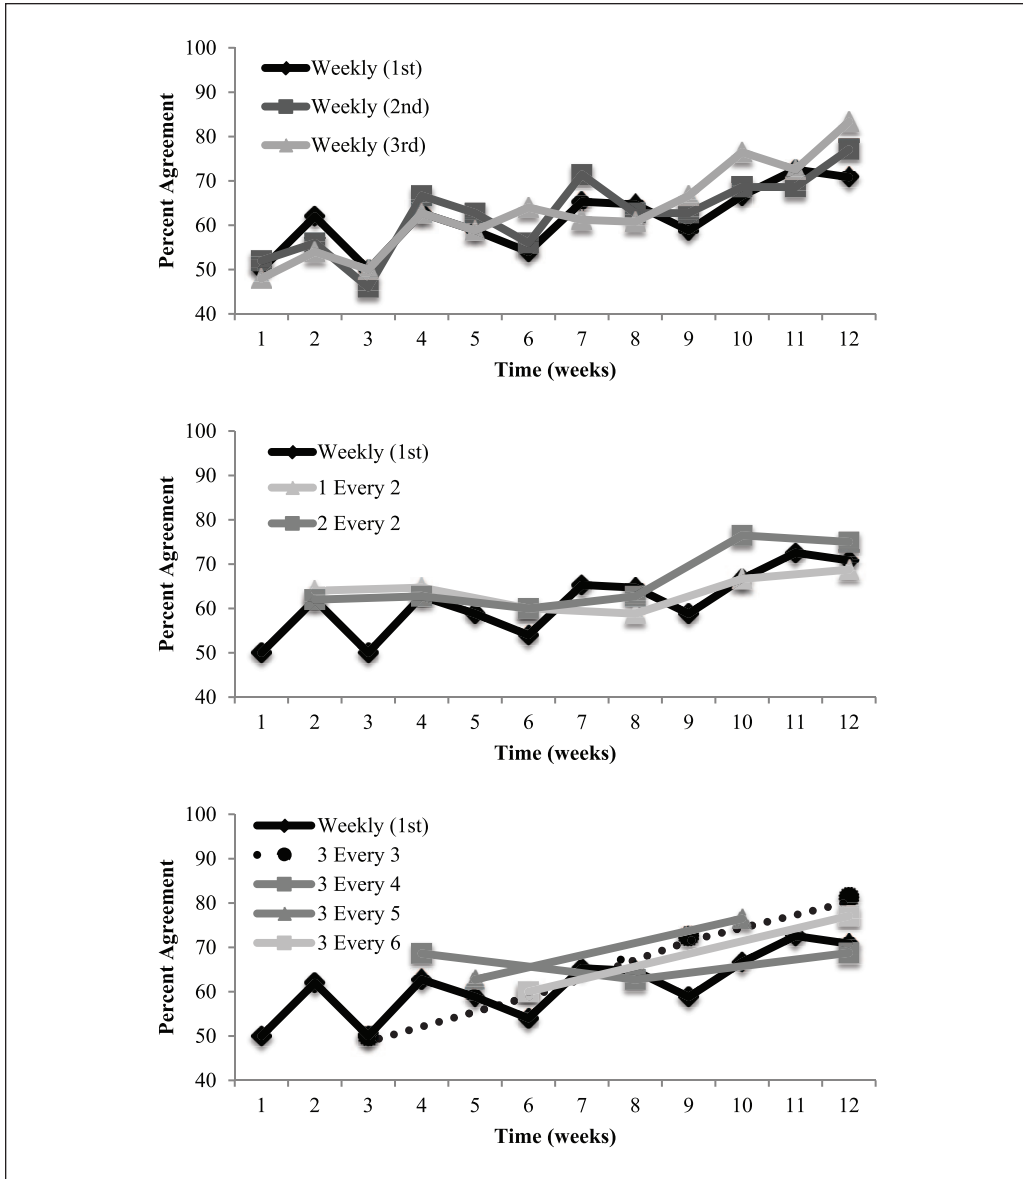 100
90
80
70
60
50
40
Percent Agreement
Weekly (1st)
Weekly (2nd)
Weekly (3rd)
1 2 3 4 5 6 7 8 9 10 11 12
Time (weeks)
100
90
80
70
60
50
40
Percent Agreement
Weekly (1st)
1 Every 2
2 Every 2
1 2 3 4 5 6 7 8 9 10 11 12
Time (weeks)
100
90
80
70
60
50
40
Percent Agreement
Weekly (1st)
3 Every 3
3 Every 4
3 Every 5
3 Every 6
1 2 3 4 5 6 7 8 9 10 11 12
Time (weeks)